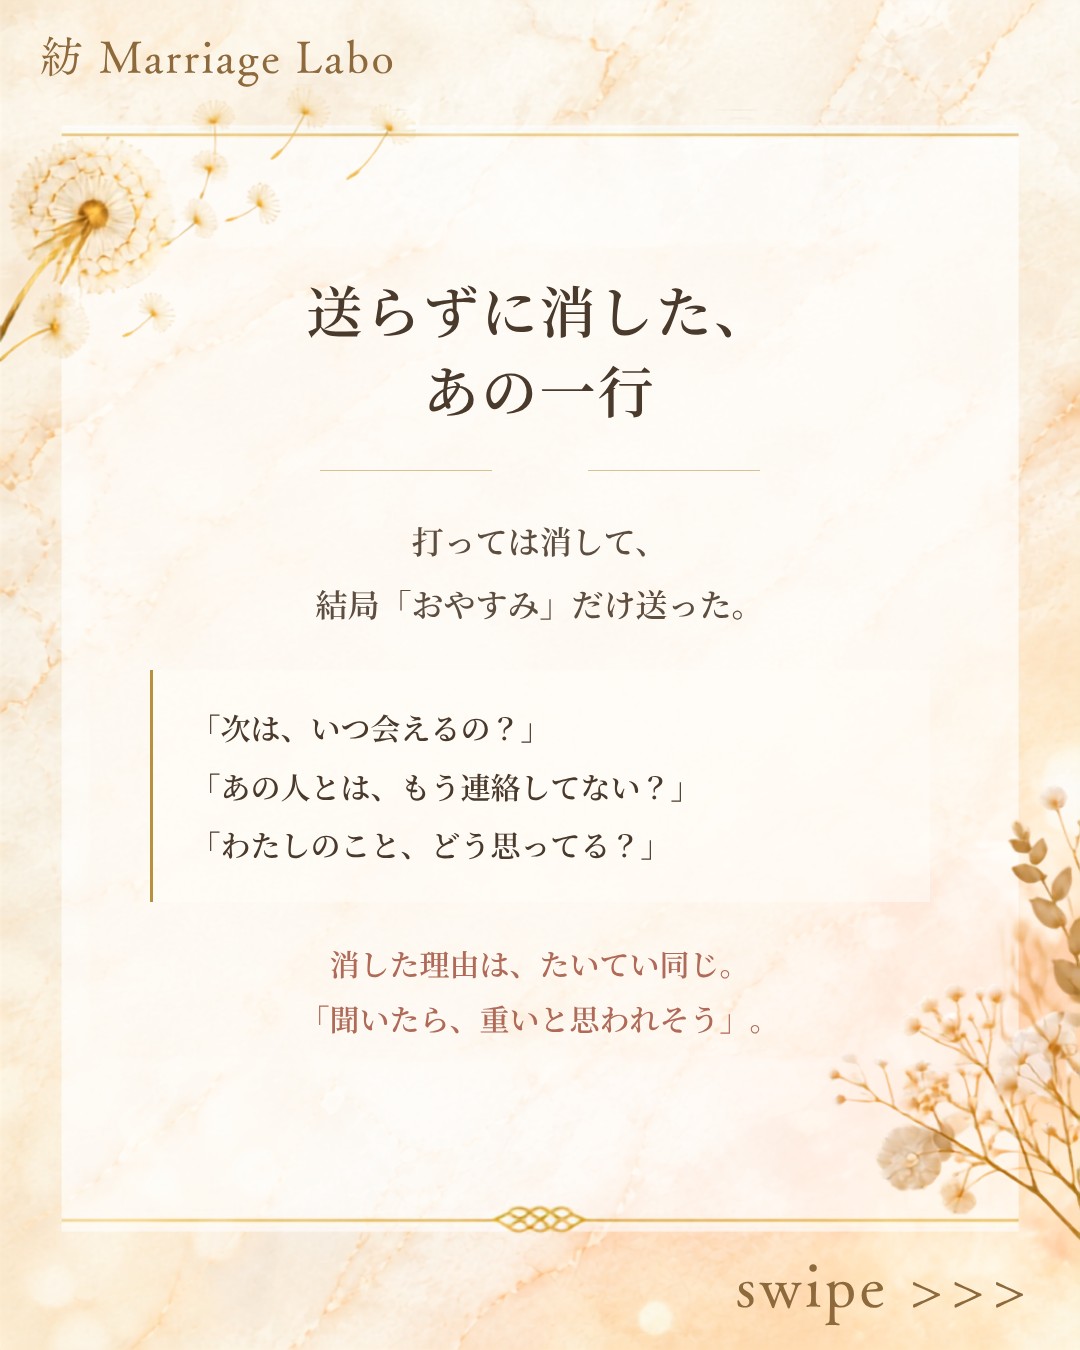 紡 Marriage Labo
送らずに消した、
あの一行
打っては消して、
結局「おやすみ」だけ送った。
「次は、いつ会えるの？」
「あの人とは、もう連絡してない？」
「わたしのこと、どう思ってる？」
消した理由は、たいてい同じ。
「聞いたら、重いと思われそう」。
swipe >>>